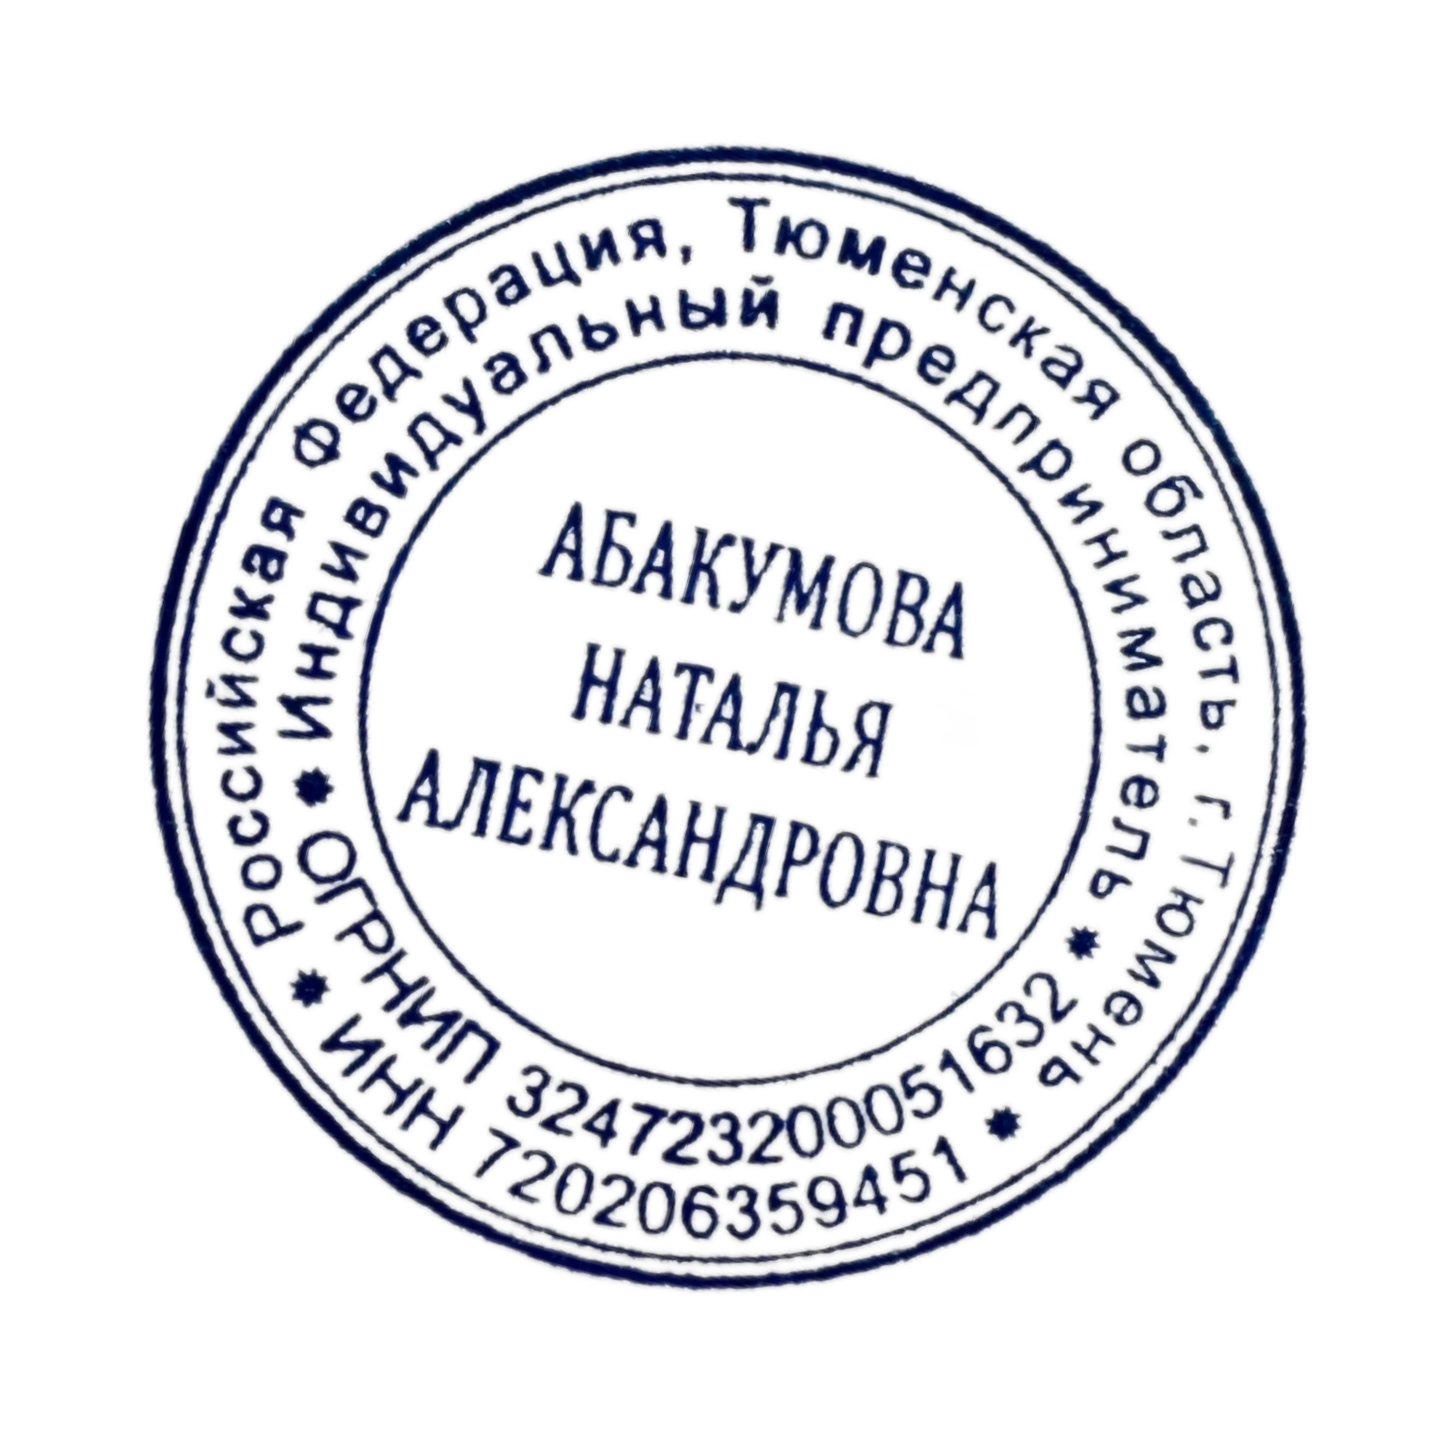 Российская Федерация, Тюменская область, г. Тюмень
* ИНН 720206359451 *
Индивидуальный предприниматель
* ОГРНИП 324723200051632 *
АБАКУМОВА
НАТАЛЬЯ
АЛЕКСАНДРОВНА